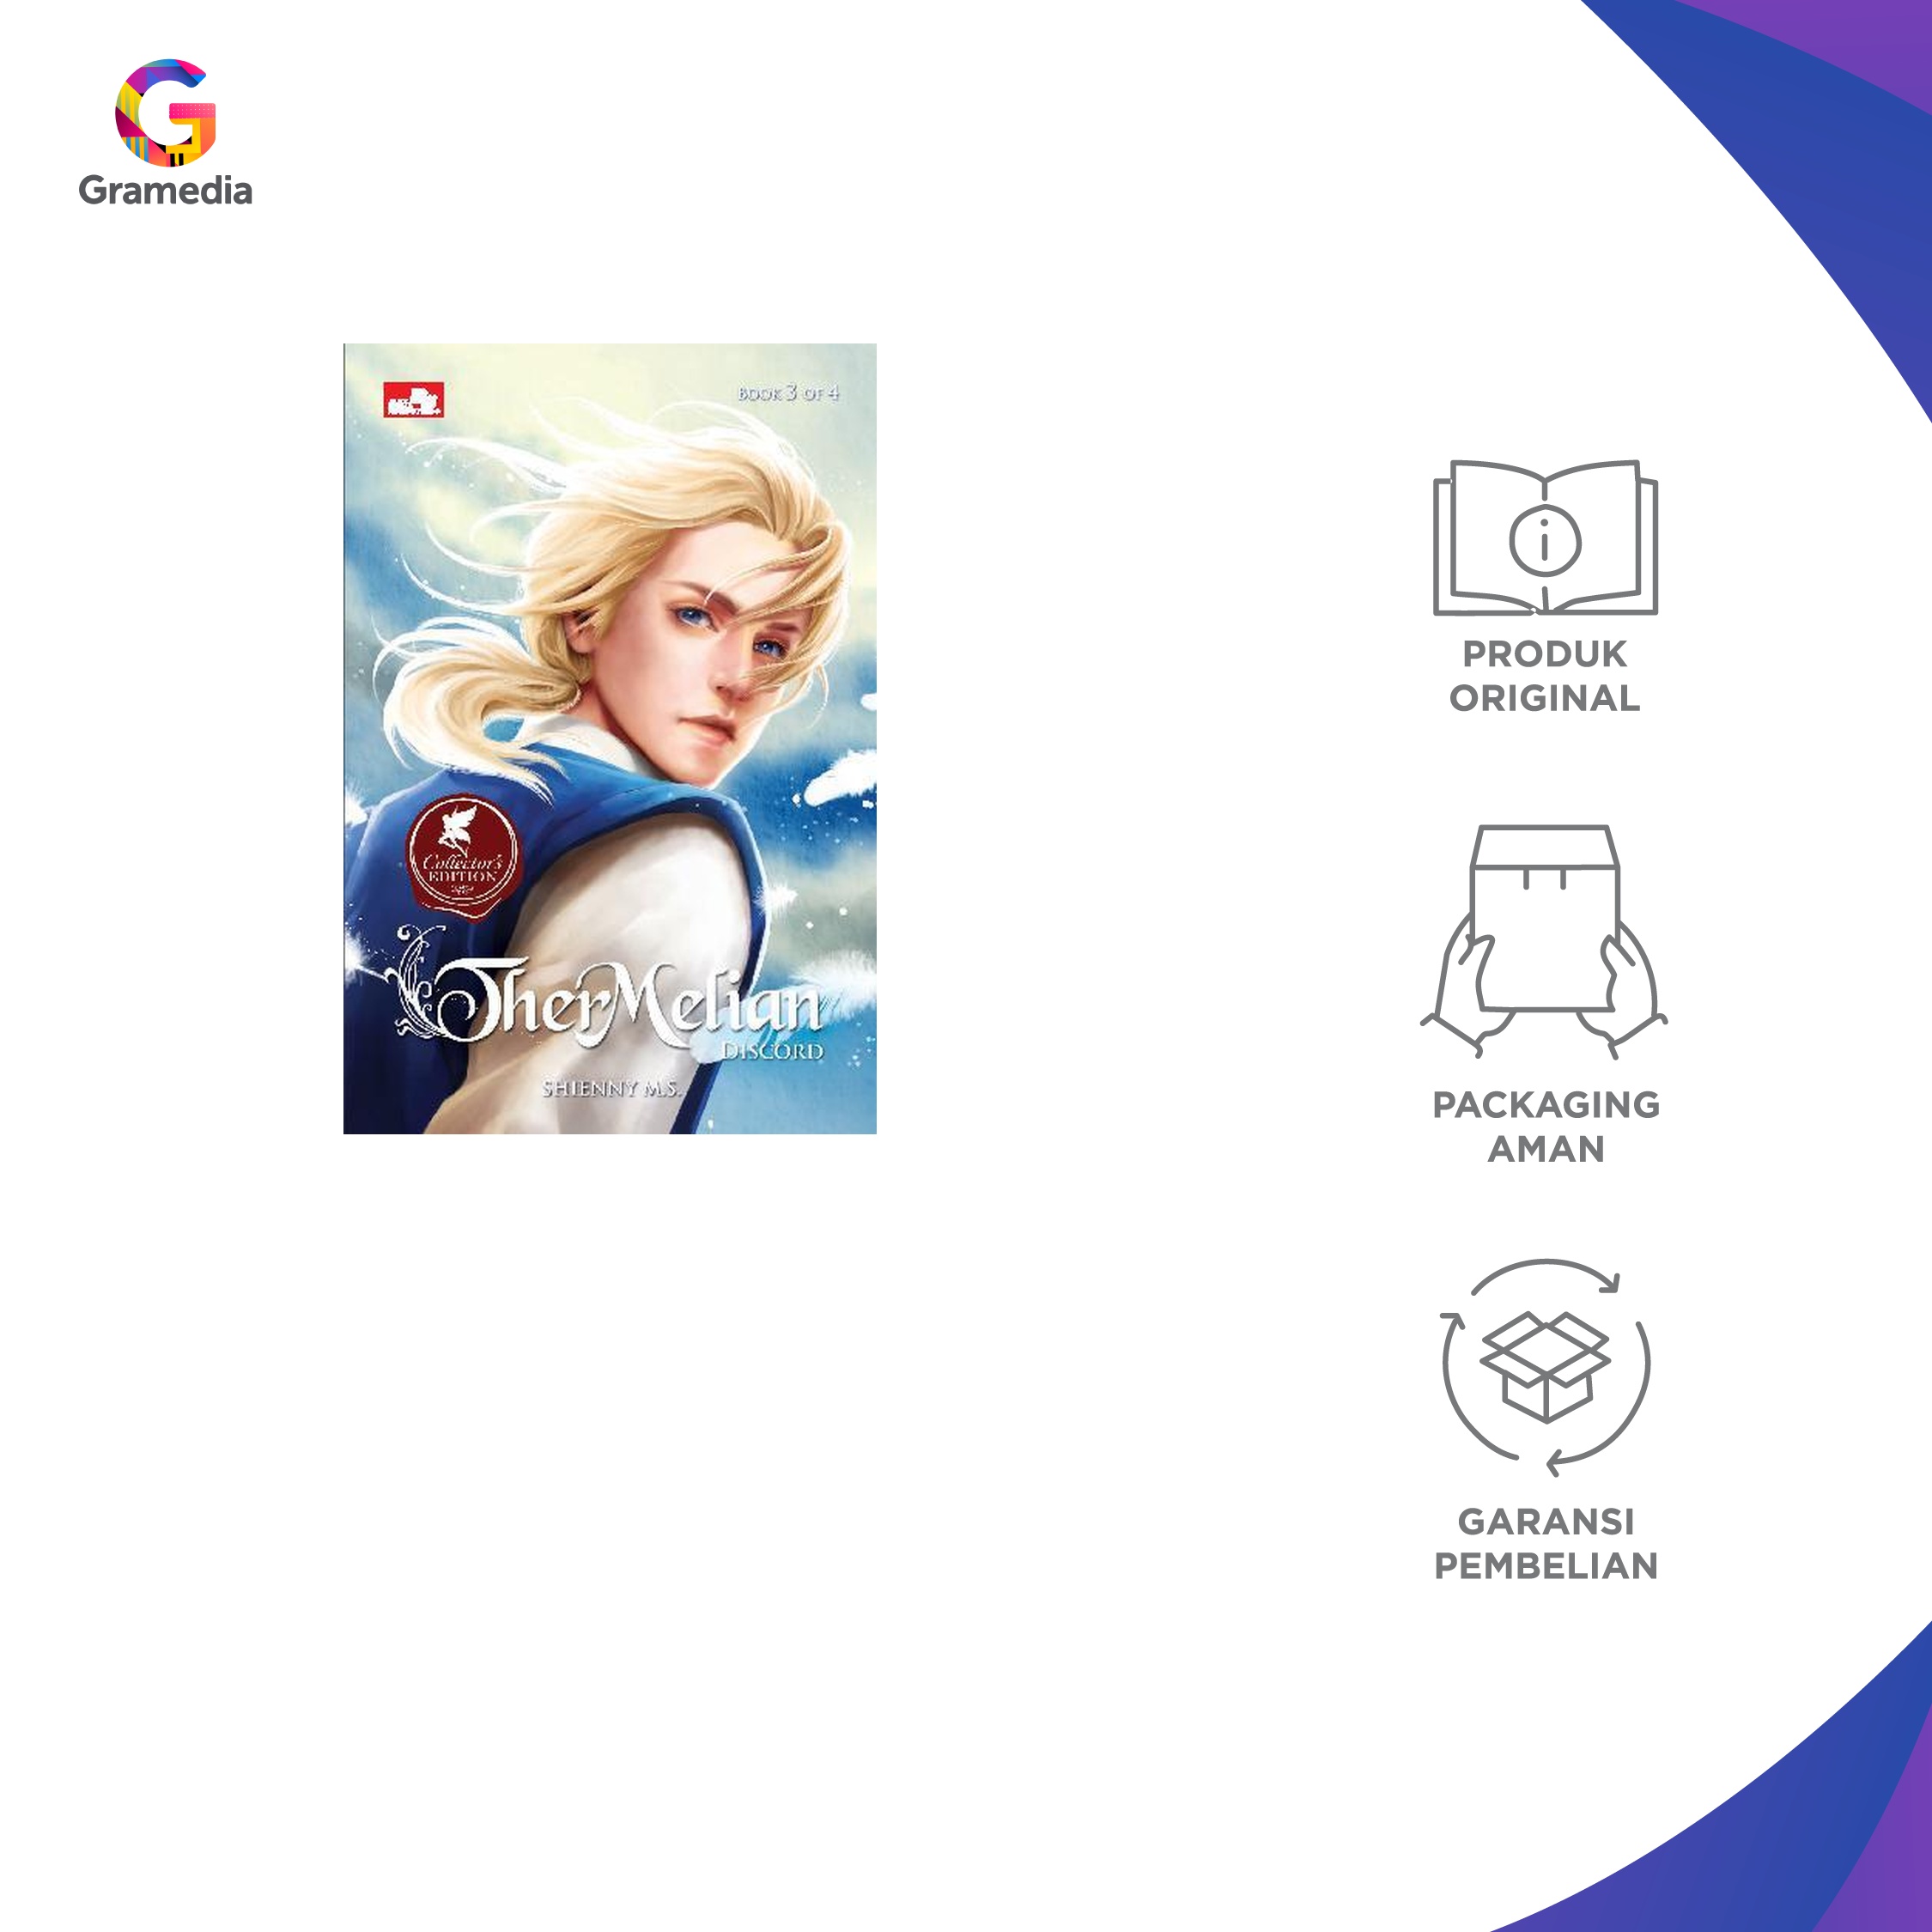 Gramedia
BOOK 3 OF 4
Collector's
EDITION
TherMelian
DISCORD
SHIENNY M.S.
PRODUK
ORIGINAL
PACKAGING
AMAN
GARANSI
PEMBELIAN